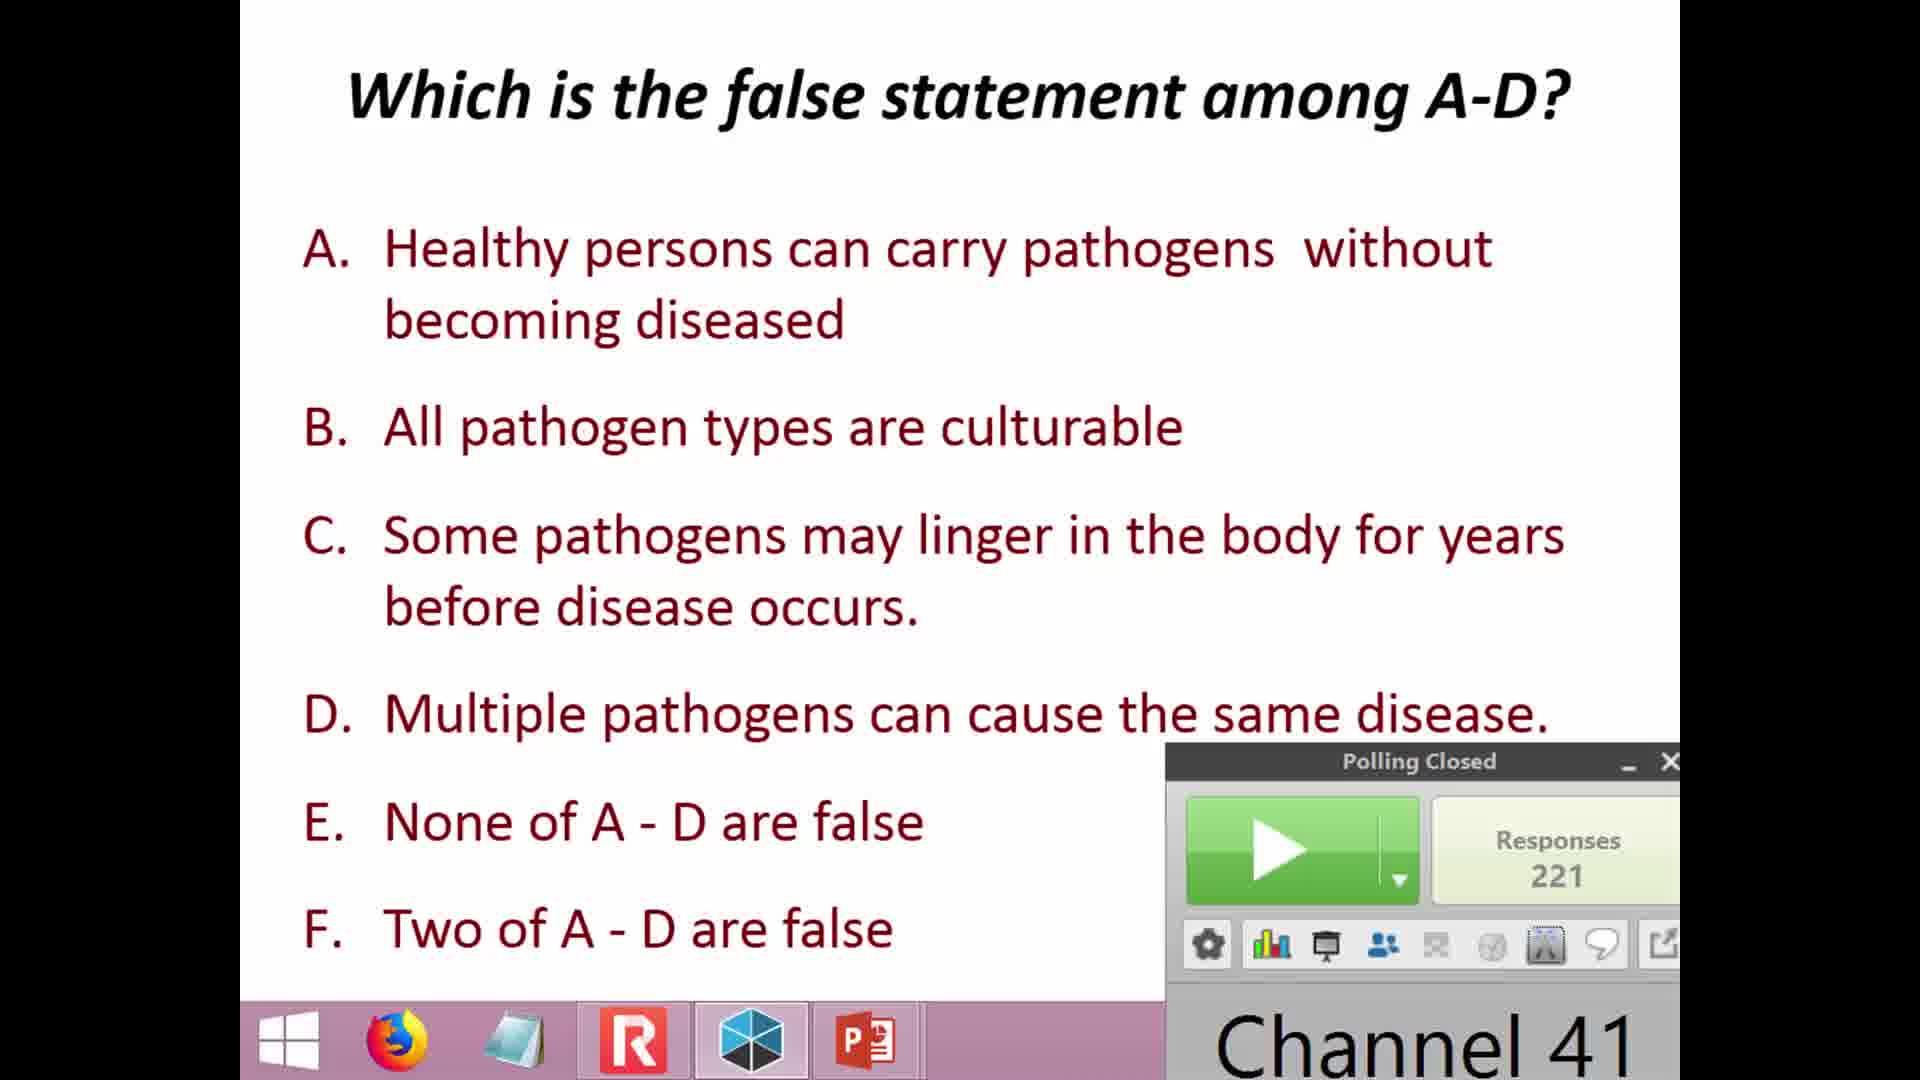 Which is the false statement among A-D?
A. Healthy persons can carry pathogens  without
becoming diseased
B. All pathogen types are culturable
C. Some pathogens may linger in the body for years
before disease occurs.
D. Multiple pathogens can cause the same disease.
E. None of A - D are false
F. Two of A - D are false
Polling Closed
Responses
221
Channel 41